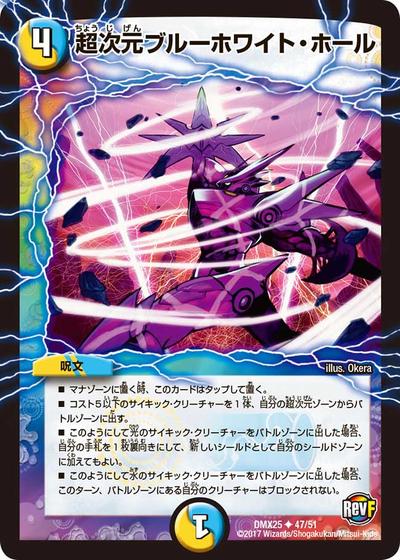 4
ちょう じ げん
超次元ブルーホワイト・ホール
illus. Okera
呪文
■ マナゾーンに置く時、このカードはタップして置く。
■ コスト5以下のサイキック・クリーチャーを1体、自分の超次元ゾーンからバ
トルゾーンに出す。
■ このようにして光のサイキック・クリーチャーをバトルゾーンに出した場合、
自分の手札を1枚裏向きにして、新しいシールドとして自分のシールドゾー
ンに加えてもよい。
■ このようにして水のサイキック・クリーチャーをバトルゾーンに出した場合、
このターン、バトルゾーンにある自分のクリーチャーはブロックされない。
1
RevF
DMX25 ◆ 47/51
©2017 Wizards/Shogakukan/Mitsui-Kids